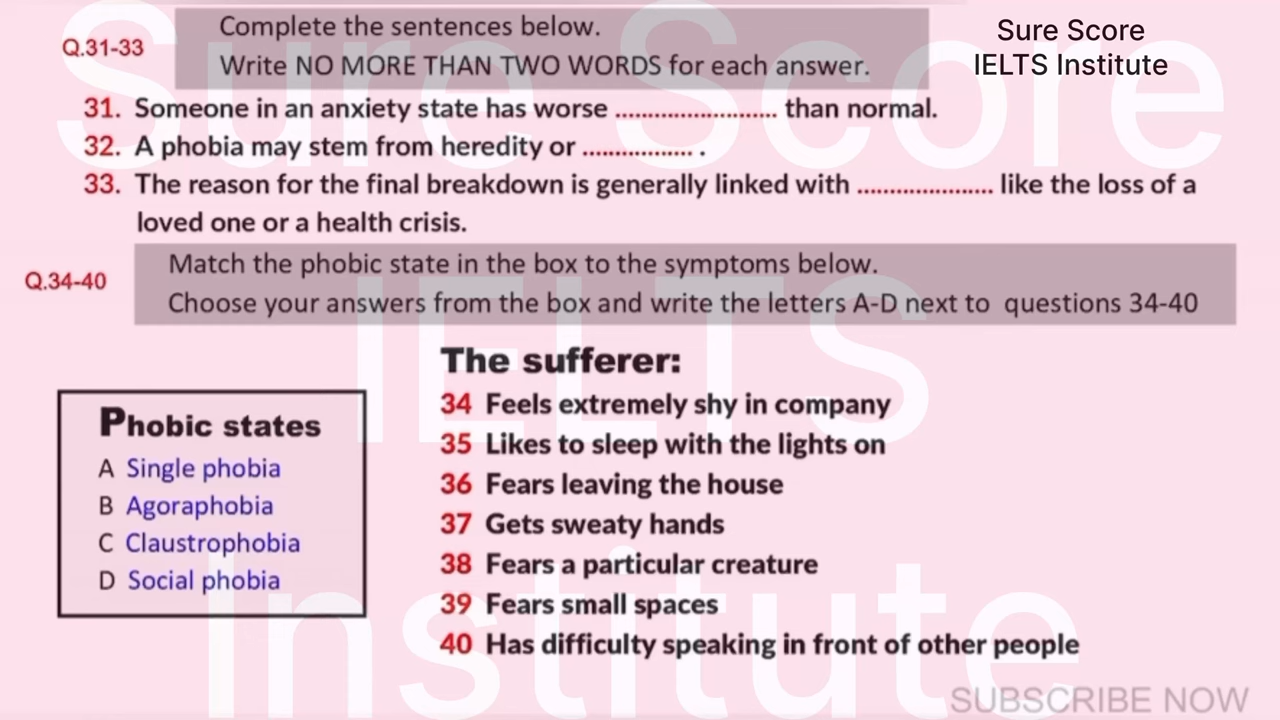 Sure Score
IELTS Institute
Q.31-33
Complete the sentences below.
Write NO MORE THAN TWO WORDS for each answer.
31. Someone in an anxiety state has worse ......................... than normal.
32. A phobia may stem from heredity or ................. .
33. The reason for the final breakdown is generally linked with ..................... like the loss of a
loved one or a health crisis.
Q.34-40
Match the phobic state in the box to the symptoms below.
Choose your answers from the box and write the letters A-D next to questions 34-40
Phobic states
A Single phobia
B Agoraphobia
C Claustrophobia
D Social phobia
The sufferer:
34 Feels extremely shy in company
35 Likes to sleep with the lights on
36 Fears leaving the house
37 Gets sweaty hands
38 Fears a particular creature
39 Fears small spaces
40 Has difficulty speaking in front of other people
Sure Score
IELTS
Institute
SUBSCRIBE NOW